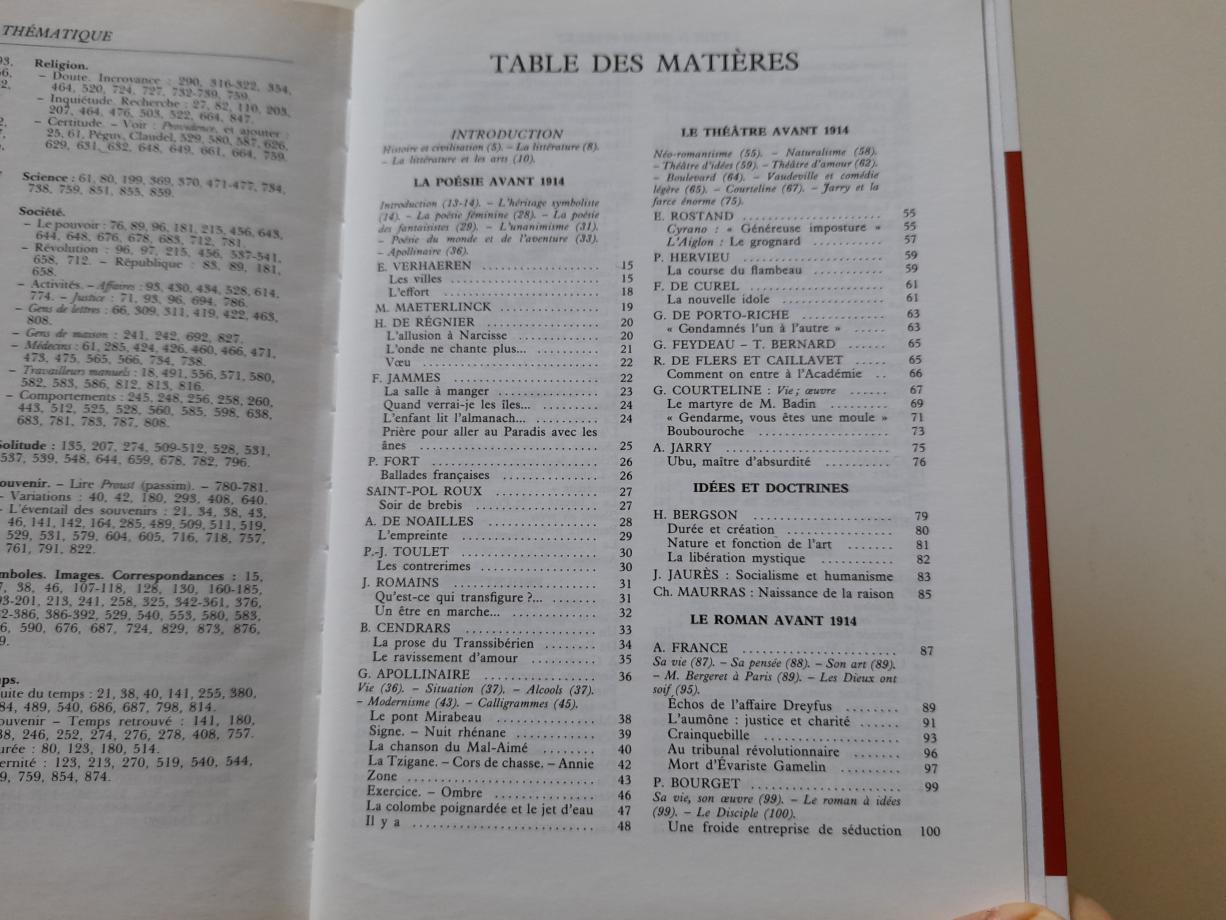 THÉMATIQUE
Religion.
– Doute. Incroyance : 290, 316-322, 354,
464, 520, 724, 727, 732-739, 759.
– Inquiétude. Recherche : 27, 82, 110, 203,
207, 464, 476, 503, 522, 664, 847.
– Certitude. – Voir : Providence, et ajouter :
25, 61, Péguy, Claudel, 529, 580, 587, 626,
629, 631, 632, 648, 649, 661, 664, 759.
Science : 61, 80, 199, 369, 370, 471-477, 734,
738, 759, 851, 855, 859.
Société.
– Le pouvoir : 76, 89, 96, 181, 215, 456, 643,
644, 648, 676, 678, 683, 712, 781.
– Révolution : 96, 97, 215, 456, 537-541,
658, 712. – République : 83, 89, 181,
658.
– Activités. – Affaires : 93, 430, 434, 528, 614,
774. – Justice : 71, 93, 96, 694, 786.
– Gens de lettres : 66, 309, 311, 419, 422, 463,
808.
– Gens de maison : 241, 242, 692, 827.
– Médecins : 61, 285, 424, 426, 460, 466, 471,
473, 475, 565, 566, 734, 738.
– Travailleurs manuels : 18, 491, 556, 571, 580,
582, 583, 586, 812, 813, 816.
– Comportements : 245, 248, 256, 258, 260,
443, 512, 525, 528, 560, 585, 598, 638,
683, 781, 783, 787, 808.
Solitude : 135, 207, 274, 509-512, 528, 531,
537, 539, 548, 644, 659, 678, 782, 796.
ouvenir. – Lire Proust (passim). – 780-781.
– Variations : 40, 42, 180, 293, 408, 640.
– L'éventail des souvenirs : 21, 34, 38, 43,
46, 141, 142, 164, 285, 489, 509, 511, 519,
529, 531, 579, 604, 605, 716, 718, 757,
761, 791, 822.
mboles. Images. Correspondances : 15,
7, 38, 46, 107-118, 128, 130, 160-185,
93-201, 213, 241, 258, 325, 342-361, 376,
2-386, 386-392, 529, 540, 553, 580, 583,
6, 590, 676, 687, 724, 829, 873, 876,
9.
ps.
uite du temps : 21, 38, 40, 141, 255, 380,
84, 489, 540, 686, 687, 798, 814.
ouvenir – Temps retrouvé : 141, 180,
38, 246, 252, 274, 276, 278, 408, 757.
urée : 80, 123, 180, 514.
ernité : 123, 213, 270, 519, 540, 544,
9, 759, 854, 874.
TABLE DES MATIÈRES
INTRODUCTION
Histoire et civilisation (5). – La littérature (8).
– La littérature et les arts (10).
LA POÉSIE AVANT 1914
Introduction (13-14). – L'héritage symboliste
(14). – La poésie féminine (28). – La poésie
des fantaisistes (29). – L'unanimisme (31).
– Poésie du monde et de l'aventure (33).
– Apollinaire (36).
E. VERHAEREN .................. 15
Les villes .................. 15
L'effort .................. 18
M. MAETERLINCK .................. 19
H. DE RÉGNIER .................. 20
L'allusion à Narcisse .................. 20
L'onde ne chante plus... .................. 21
Vœu .................. 22
F. JAMMES .................. 22
La salle à manger .................. 23
Quand verrai-je les îles... .................. 24
L'enfant lit l'almanach... .................. 24
Prière pour aller au Paradis avec les
ânes .................. 25
P. FORT .................. 26
Ballades françaises .................. 26
SAINT-POL ROUX .................. 27
Soir de brebis .................. 27
A. DE NOAILLES .................. 28
L'empreinte .................. 29
P.-J. TOULET .................. 30
Les contrerimes .................. 30
J. ROMAINS .................. 31
Qu'est-ce qui transfigure ?... .................. 31
Un être en marche... .................. 32
B. CENDRARS .................. 33
La prose du Transsibérien .................. 34
Le ravissement d'amour .................. 35
G. APOLLINAIRE .................. 36
Vie (36). – Situation (37). – Alcools (37).
– Modernisme (43). – Calligrammes (45).
Le pont Mirabeau .................. 38
Signe. – Nuit rhénane .................. 39
La chanson du Mal-Aimé .................. 40
La Tzigane. – Cors de chasse. – Annie 42
Zone .................. 43
Exercice. – Ombre .................. 46
La colombe poignardée et le jet d'eau 47
Il y a .................. 48
LE THÉÂTRE AVANT 1914
Néo-romantisme (55). – Naturalisme (58).
– Théâtre d'idées (59). – Théâtre d'amour (62).
– Boulevard (64). – Vaudeville et comédie
légère (65). – Courteline (67). – Jarry et la
farce énorme (75).
E. ROSTAND .................. 55
Cyrano : « Généreuse imposture » 55
L'Aiglon : Le grognard .................. 57
P. HERVIEU .................. 59
La course du flambeau .................. 59
F. DE CUREL .................. 61
La nouvelle idole .................. 61
G. DE PORTO-RICHE .................. 63
« Condamnés l'un à l'autre » ..... 63
G. FEYDEAU – T. BERNARD ...... 65
R. DE FLERS ET CAILLAVET ..... 65
Comment on entre à l'Académie .. 66
G. COURTELINE : Vie; œuvre ..... 67
Le martyre de M. Badin ........ 69
« Gendarme, vous êtes une moule » 71
Boubouroche .................. 73
A. JARRY .................. 75
Ubu, maître d'absurdité .......... 76
IDÉES ET DOCTRINES
H. BERGSON .................. 79
Durée et création .................. 80
Nature et fonction de l'art ....... 81
La libération mystique ........... 82
J. JAURÈS : Socialisme et humanisme 83
Ch. MAURRAS : Naissance de la raison 85
LE ROMAN AVANT 1914
A. FRANCE .................. 87
Sa vie (87). – Sa pensée (88). – Son art (89).
– M. Bergeret à Paris (89). – Les Dieux ont
soif (95).
Échos de l'affaire Dreyfus ........ 89
L'aumône : justice et charité ...... 91
Crainquebille .................. 93
Au tribunal révolutionnaire ....... 96
Mort d'Évariste Gamelin ......... 97
P. BOURGET .................. 99
Sa vie, son œuvre (99). – Le roman à idées
(99). – Le Disciple (100).
Une froide entreprise de séduction 100